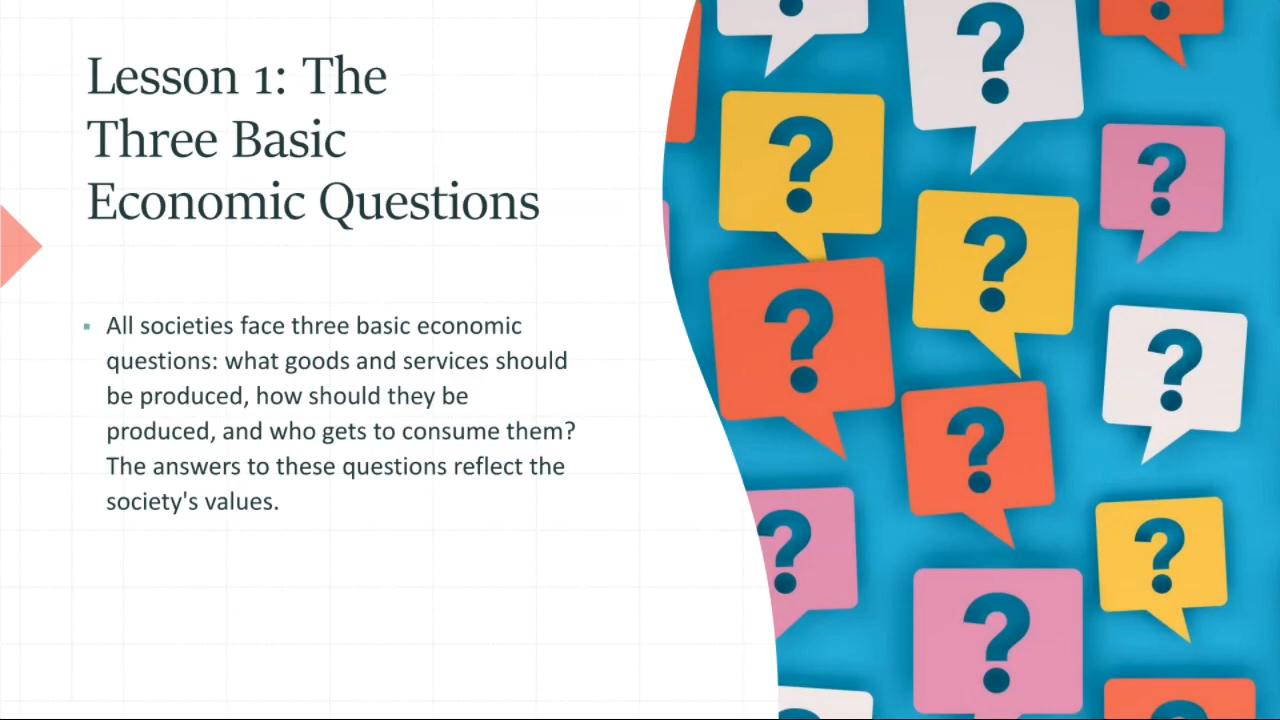 Lesson 1: The
Three Basic
Economic Questions
▪ All societies face three basic economic
questions: what goods and services should
be produced, how should they be
produced, and who gets to consume them?
The answers to these questions reflect the
society's values.
?
?
?
?
?
?
?
?
?
?
?
?